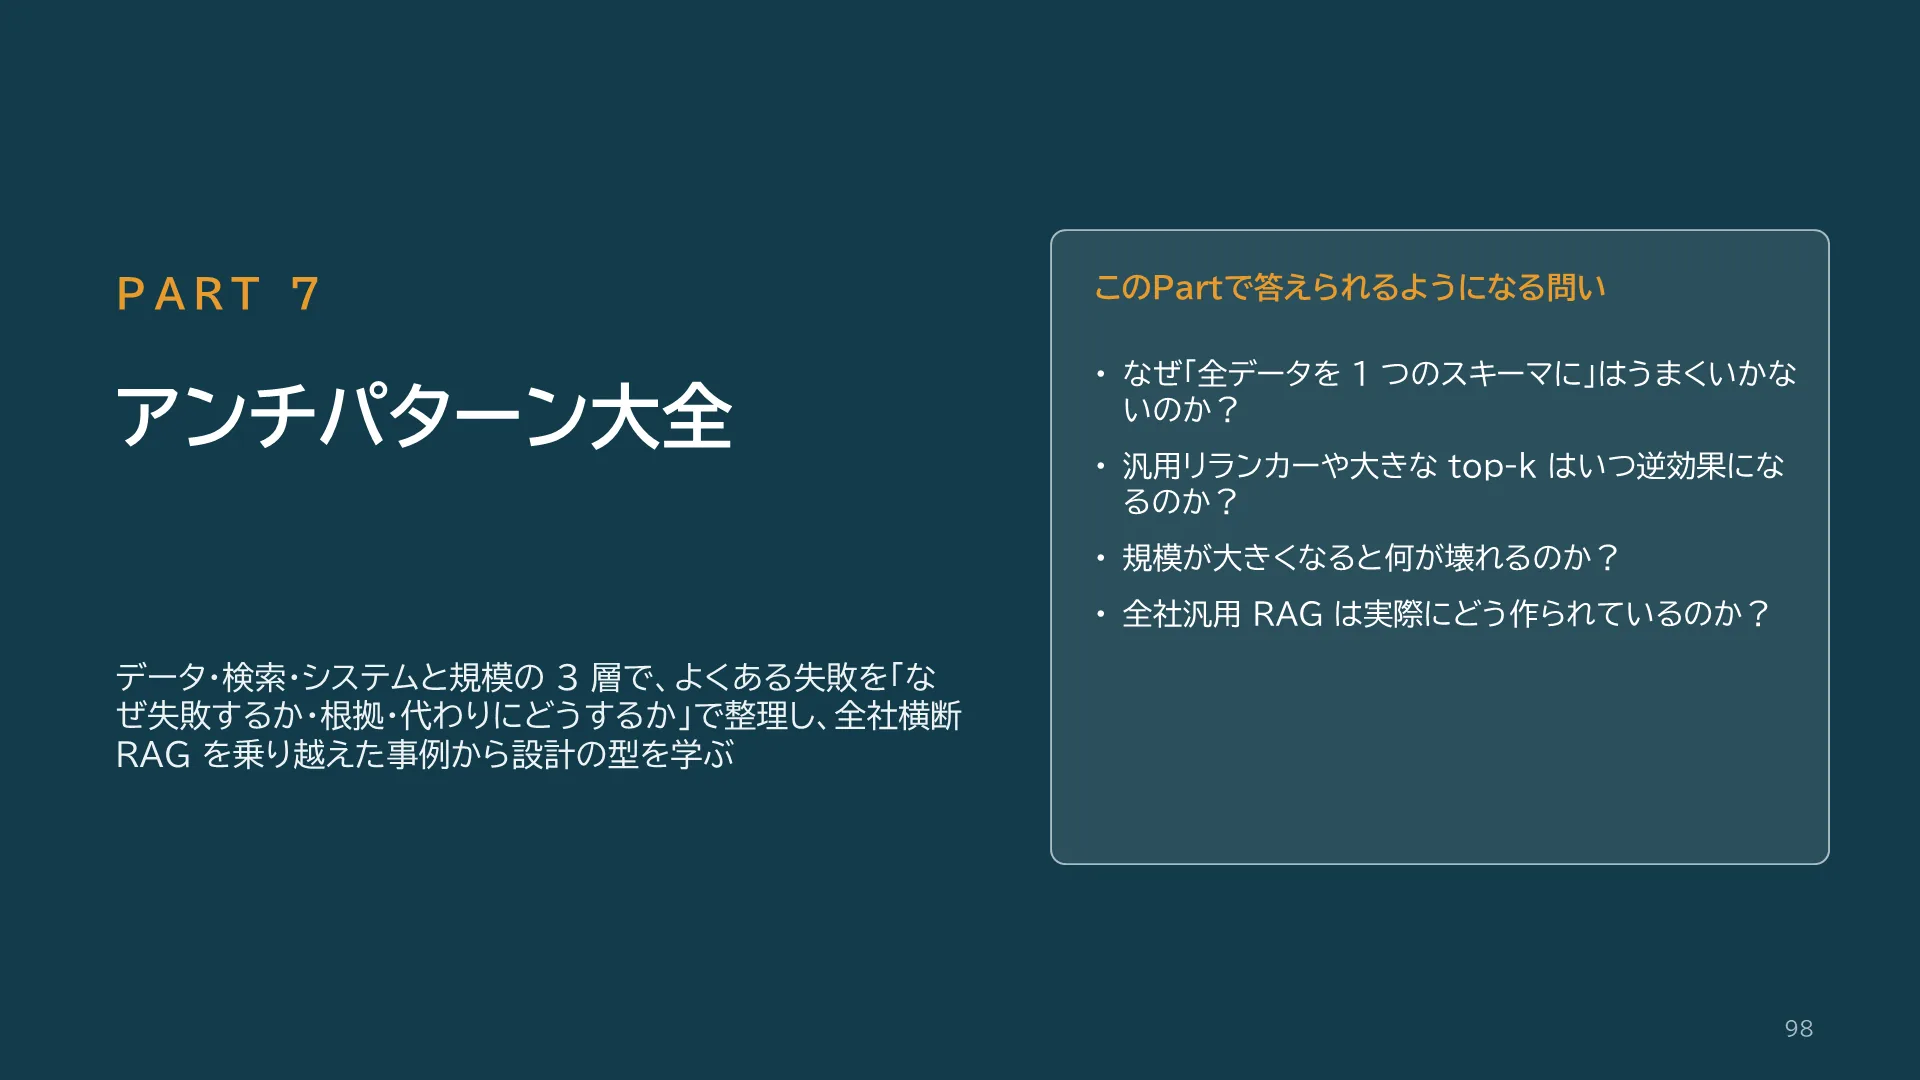 PART 7
アンチパターン大全
データ・検索・システムと規模の 3 層で、よくある失敗を「な
ぜ失敗するか・根拠・代わりにどうするか」で整理し、全社横断
RAG を乗り越えた事例から設計の型を学ぶ
このPartで答えられるようになる問い
・ なぜ「全データを 1 つのスキーマに」はうまくいかな
いのか？
・ 汎用リランカーや大きな top-k はいつ逆効果にな
るのか？
・ 規模が大きくなると何が壊れるのか？
・ 全社汎用 RAG は実際にどう作られているのか？
98